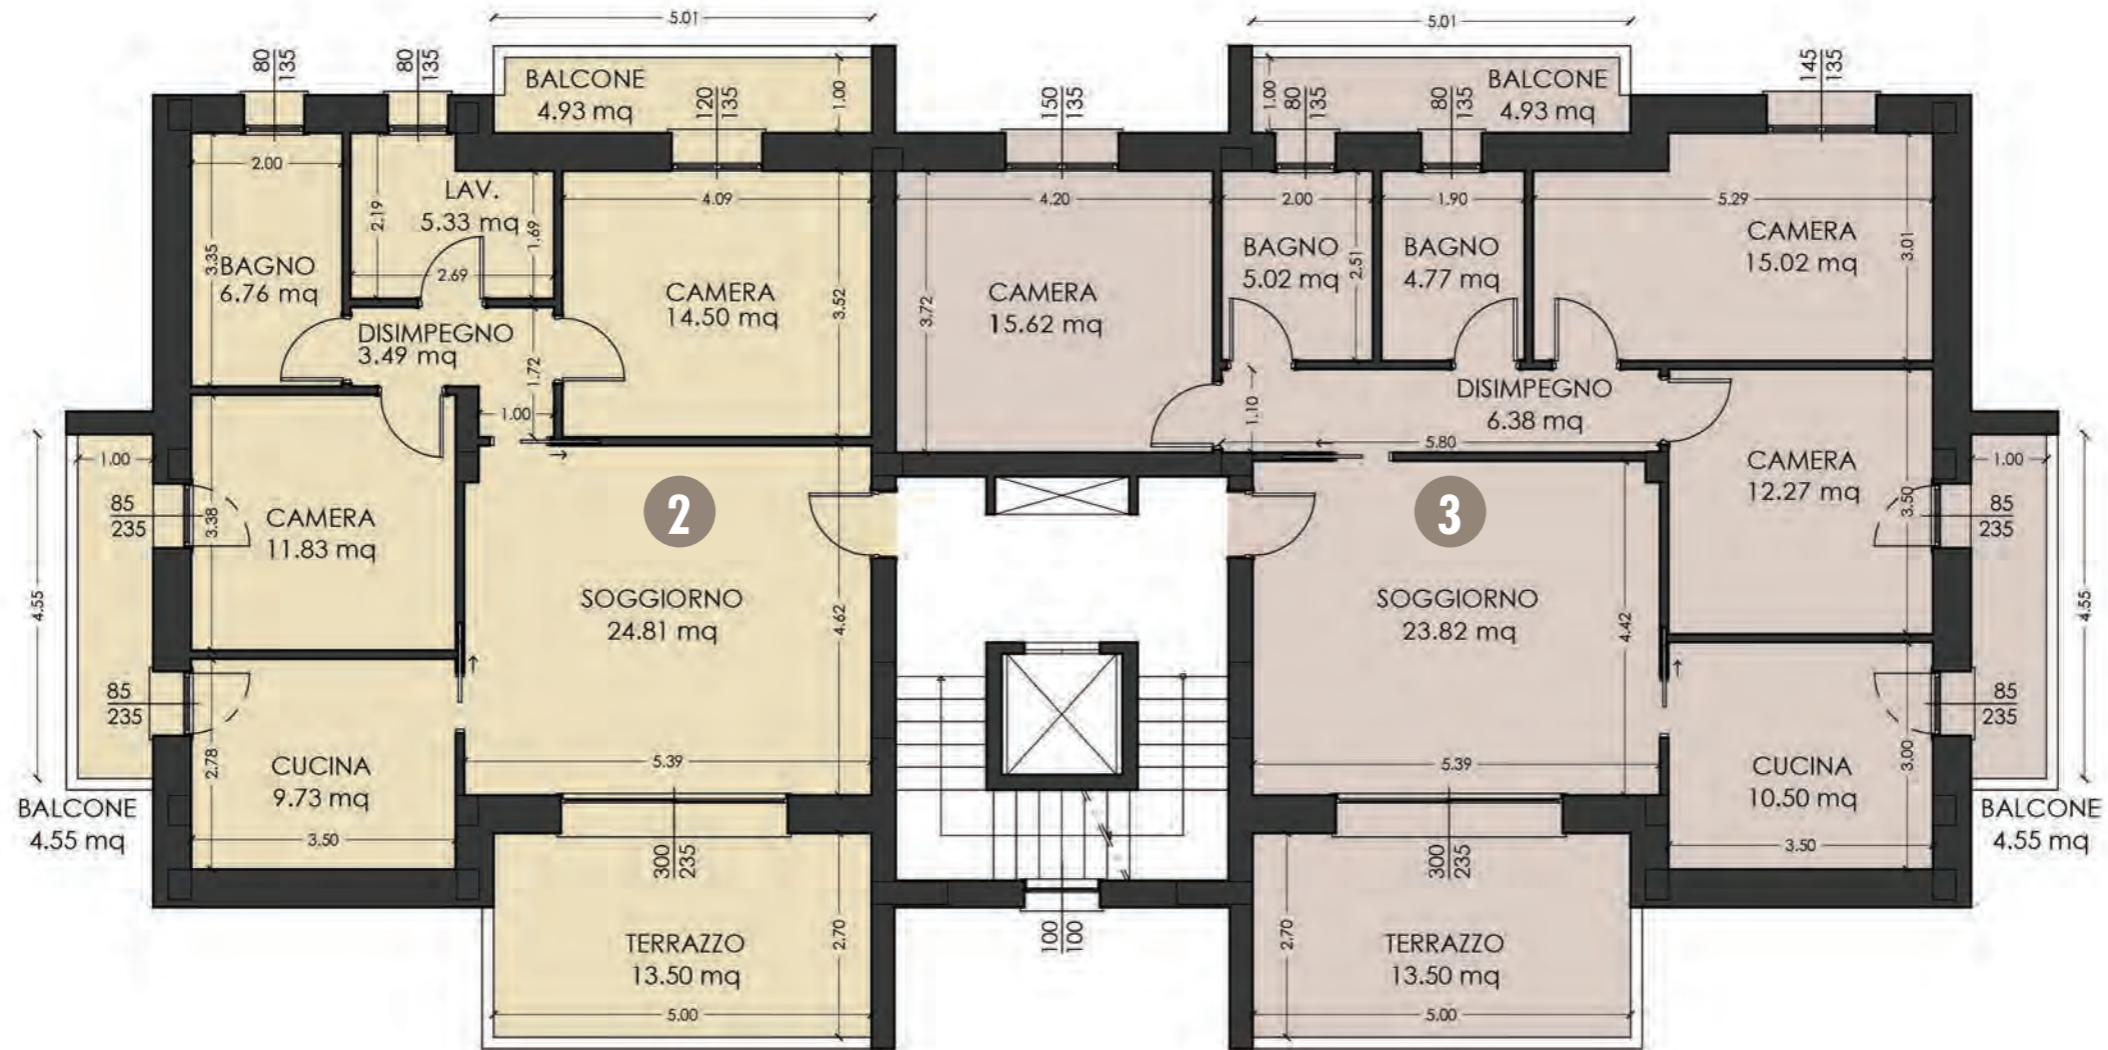 5.01
5.01
80
135
80
135
BALCONE
4.93 mq
120
135
1.00
150
135
1.00
80
135
80
135
BALCONE
4.93 mq
145
135
2.00
2.19
LAV.
5.33 mq
1.69
2.69
4.09
4.20
2.00
1.90
5.29
3.35
BAGNO
6.76 mq
CAMERA
14.50 mq
3.52
3.72
CAMERA
15.62 mq
BAGNO
5.02 mq
2.51
BAGNO
4.77 mq
CAMERA
15.02 mq
3.01
DISIMPEGNO
3.49 mq
1.72
1.00
1.10
DISIMPEGNO
6.38 mq
5.80
1.00
85
235
3.38
CAMERA
11.83 mq
2
3
CAMERA
12.27 mq
3.50
1.00
85
235
4.55
SOGGIORNO
24.81 mq
4.62
SOGGIORNO
23.82 mq
4.42
4.55
85
235
2.78
CUCINA
9.73 mq
3.50
5.39
5.39
CUCINA
10.50 mq
3.00
3.50
85
235
BALCONE
4.55 mq
BALCONE
4.55 mq
300
235
300
235
TERRAZZO
13.50 mq
2.70
5.00
100
100
2.70
TERRAZZO
13.50 mq
5.00